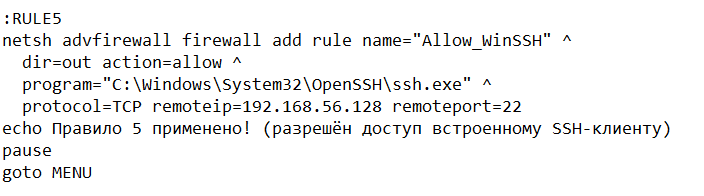 :RULE5
netsh advfirewall firewall add rule name="Allow_WinSSH" ^
  dir=out action=allow ^
  program="C:\Windows\System32\OpenSSH\ssh.exe" ^
  protocol=TCP remoteip=192.168.56.128 remoteport=22
echo Правило 5 применено! (разрешён доступ встроенному SSH-клиенту)
pause
goto MENU